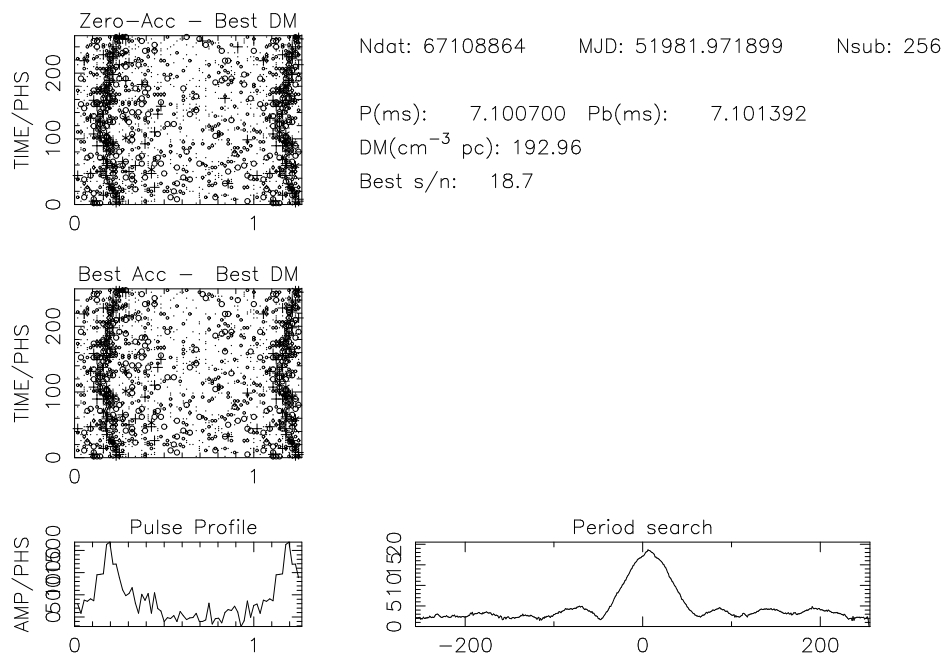 Zero-Acc - Best DM
Ndat: 67108864 MJD: 51981.971899 Nsub: 256
P(ms): 7.100700 Pb(ms): 7.101392
DM(cm⁻³ pc): 192.96
Best s/n: 18.7
TIME/PHS
200
100
0
0 1
Best Acc - Best DM
TIME/PHS
200
100
0
0 1
Pulse Profile
AMP/PHS
0 1
Period search
0 5 10 15 20
-200 0 200